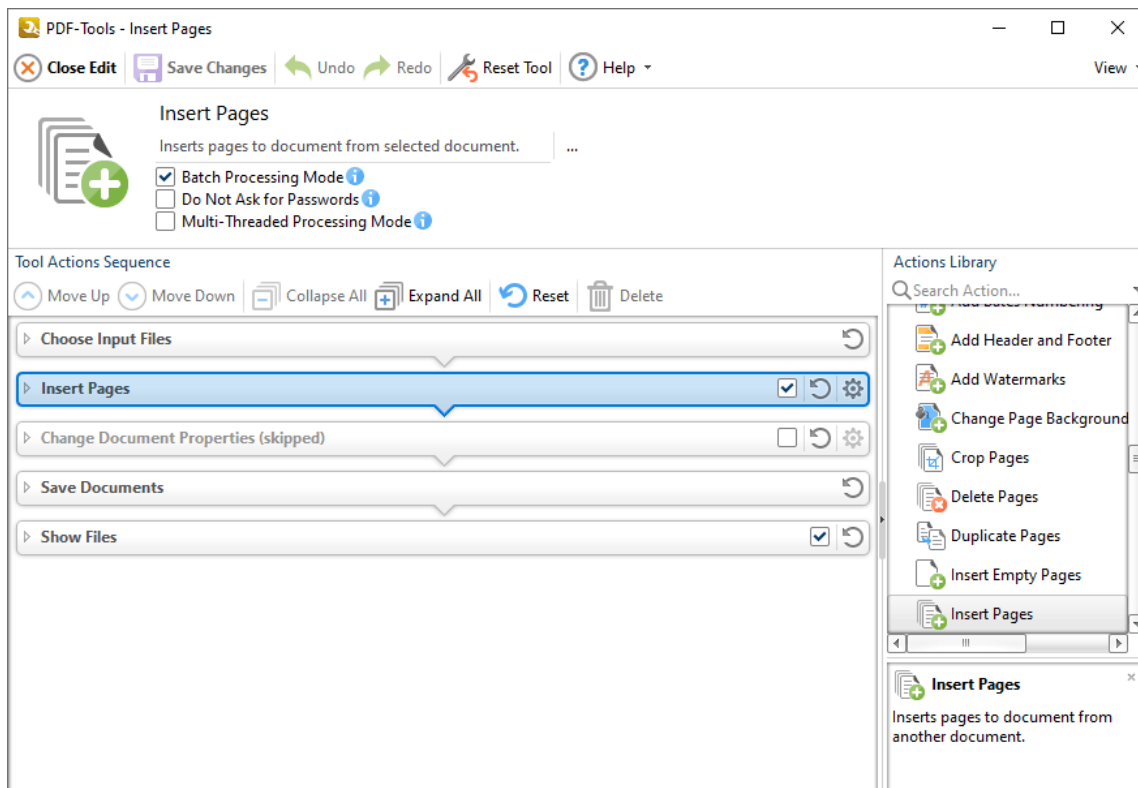 PDF-Tools - Insert Pages
Close Edit Save Changes Undo Redo Reset Tool Help View
Insert Pages
Inserts pages to document from selected document. ...
Batch Processing Mode
Do Not Ask for Passwords
Multi-Threaded Processing Mode
Tool Actions Sequence
Move Up Move Down Collapse All Expand All Reset Delete
Choose Input Files
Insert Pages
Change Document Properties (skipped)
Save Documents
Show Files
Actions Library
Search Action...
Add Bates Numbering
Add Header and Footer
Add Watermarks
Change Page Background
Crop Pages
Delete Pages
Duplicate Pages
Insert Empty Pages
Insert Pages
Insert Pages
Inserts pages to document from
another document.